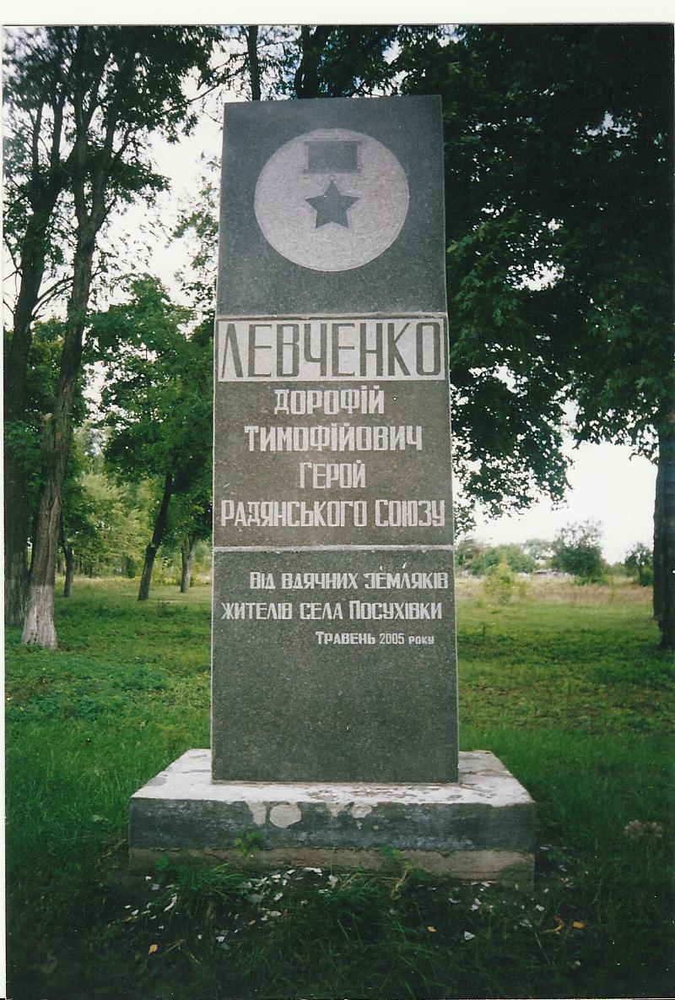 ЛЕВЧЕНКО
ДОРОФІЙ
ТИМОФІЙОВИЧ
ГЕРОЙ
РАДЯНСЬКОГО СОЮЗУ
ВІД ВДЯЧНИХ ЗЕМЛЯКІВ
ЖИТЕЛІВ СЕЛА ПОСУХІВКИ
ТРАВЕНЬ 2005 РОКУ